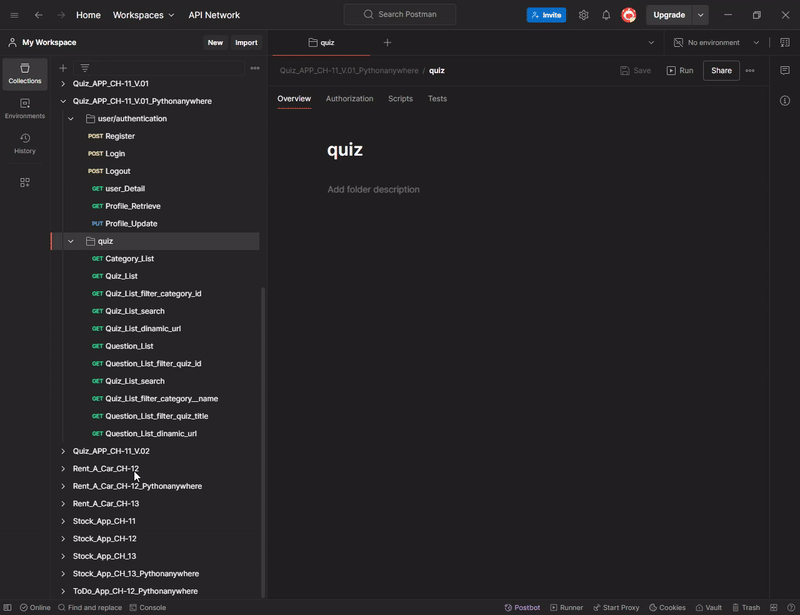 Home Workspaces API Network Search Postman Invite Upgrade
My Workspace New Import quiz No environment
Collections
Environments
History
Quiz_APP_CH-11_V.01
Quiz_APP_CH-11_V.01_Pythonanywhere
user/authentication
POST Register
POST Login
POST Logout
GET user_Detail
GET Profile_Retrieve
PUT Profile_Update
quiz
GET Category_List
GET Quiz_List
GET Quiz_List_filter_category_id
GET Quiz_List_search
GET Quiz_List_dinamic_url
GET Question_List
GET Question_List_filter_quiz_id
GET Quiz_List_search
GET Quiz_List_filter_category__name
GET Question_List_filter_quiz_title
GET Question_List_dinamic_url
Quiz_APP_CH-11_V.02
Rent_A_Car_CH-12
Rent_A_Car_CH-12_Pythonanywhere
Rent_A_Car_CH-13
Stock_App_CH-11
Stock_App_CH-12
Stock_App_CH_13
Stock_App_CH_13_Pythonanywhere
ToDo_App_CH-12_Pythonanywhere
Quiz_APP_CH-11_V.01_Pythonanywhere / quiz Save Run Share
Overview Authorization Scripts Tests
quiz
Add folder description
Online Find and replace Console Postbot Runner Start Proxy Cookies Vault Trash